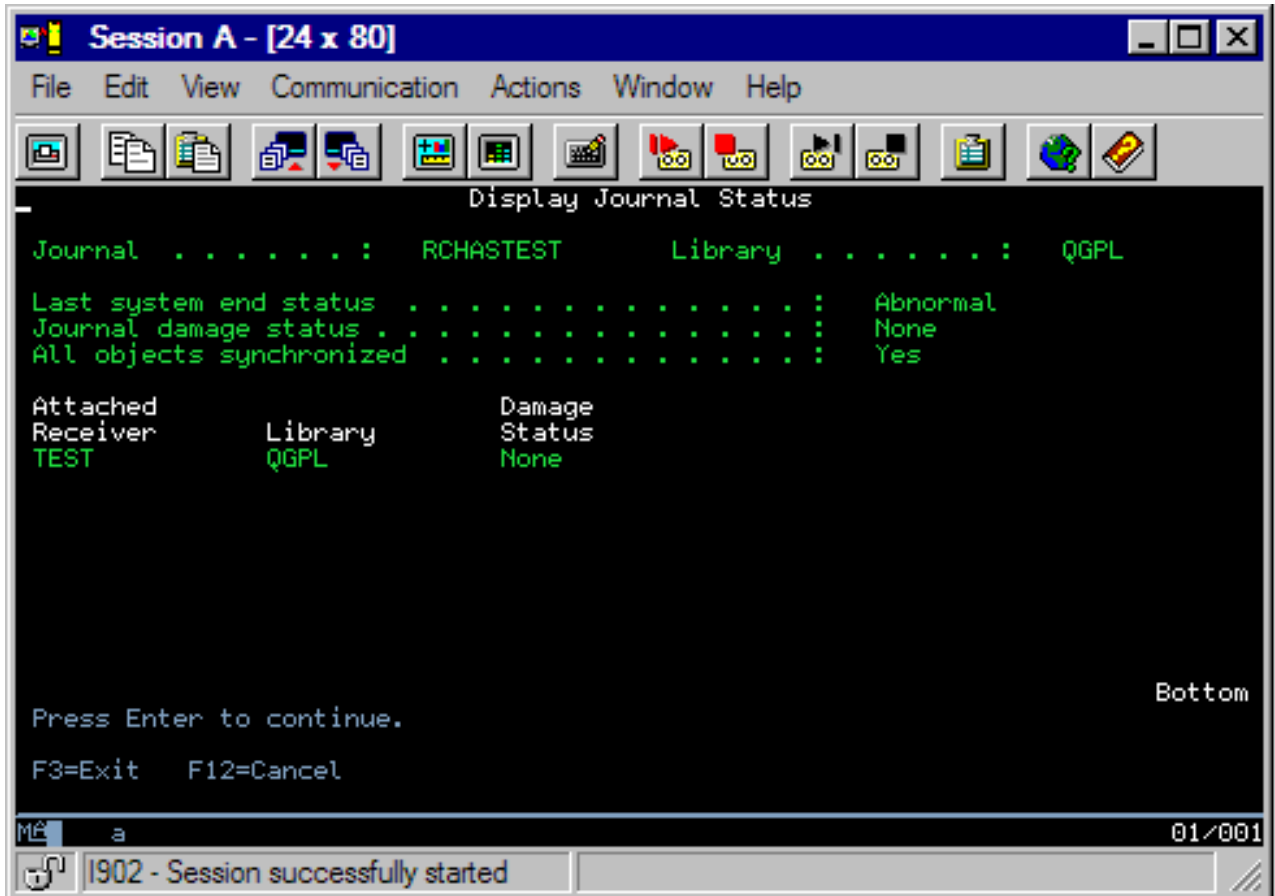 Session A - [24 x 80]
File Edit View Communication Actions Window Help
Display Journal Status
Journal . . . . . . : RCHASTEST Library . . . . . . : QGPL
Last system end status . . . . . . . . . . . . . : Abnormal
Journal damage status . . . . . . . . . . . . . . : None
All objects synchronized . . . . . . . . . . . . : Yes
Attached Damage
Receiver Library Status
TEST QGPL None
Bottom
Press Enter to continue.
F3=Exit F12=Cancel
MA a 01/001
I902 - Session successfully started